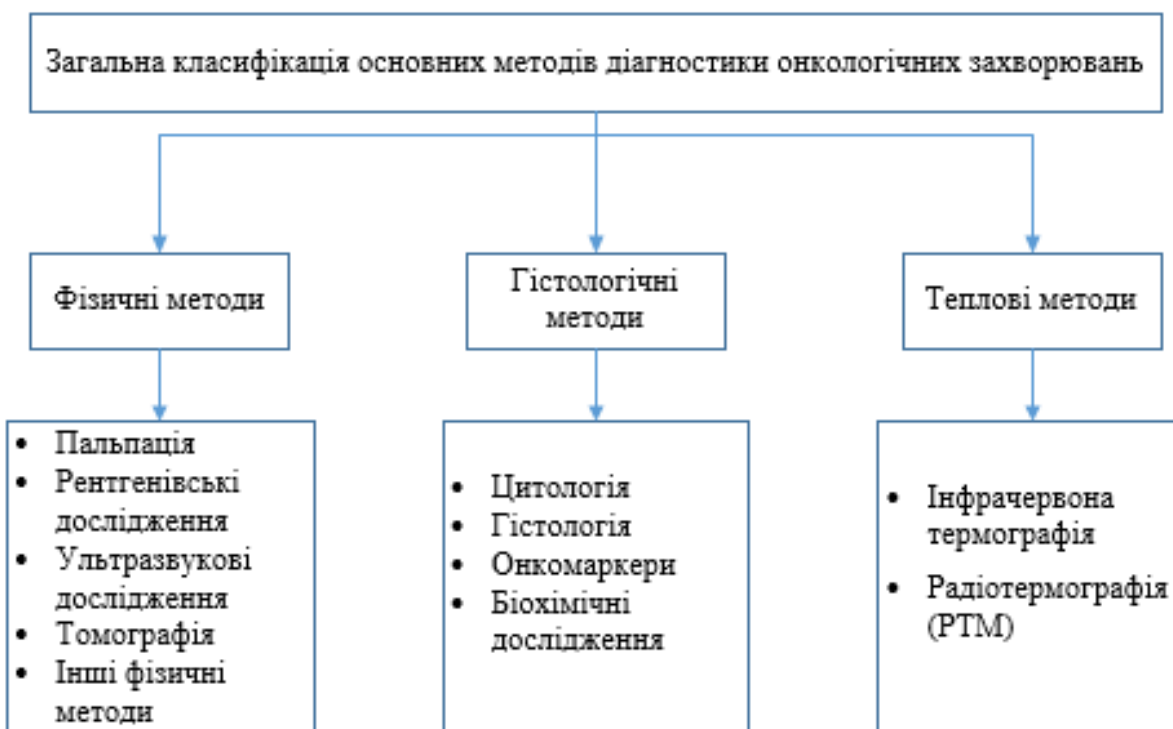 Загальна класифікація основних методів діагностики онкологічних захворювань
Фізичні методи
Гістологічні
методи
Теплові методи
• Пальпація
• Рентгенівські
дослідження
• Ультразвукові
дослідження
• Томографія
• Інші фізичні
методи
• Цитологія
• Гістологія
• Онкомаркери
• Біохімічні
дослідження
• Інфрачервона
термографія
• Радіотермографія
(РТМ)